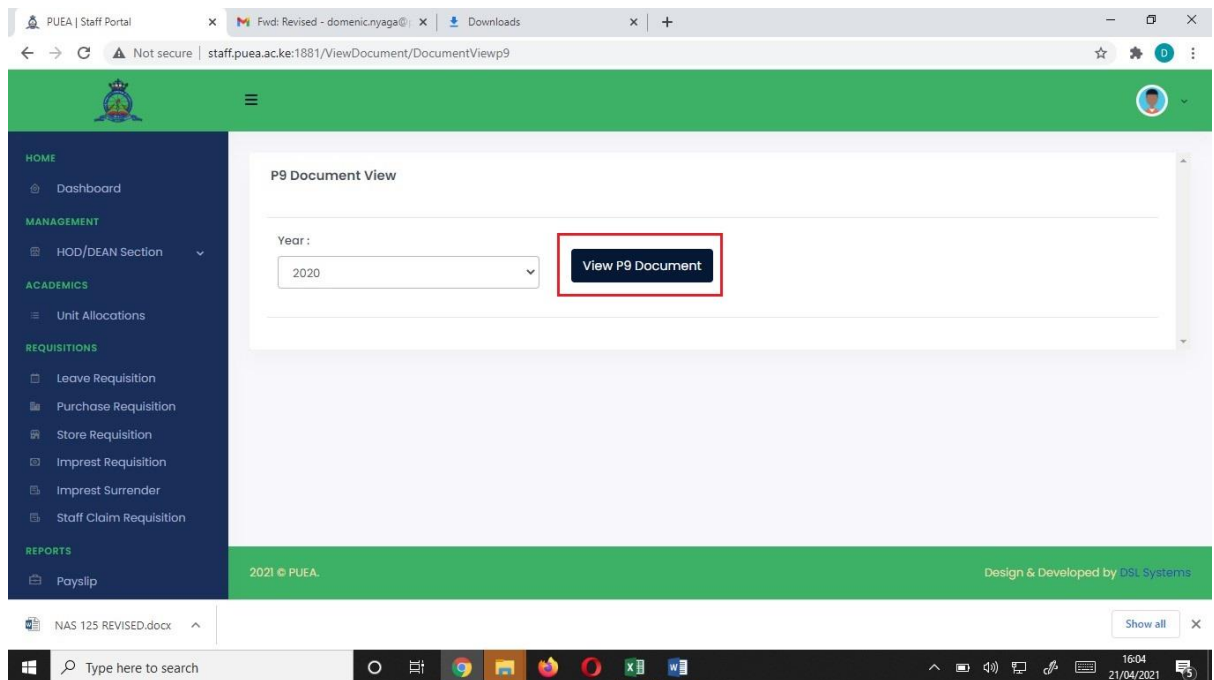 PUEA | Staff Portal
Fwd: Revised - domenic.nyaga@
Downloads
Not secure | staff.puea.ac.ke:1881/ViewDocument/DocumentViewp9
D
HOME
Dashboard
MANAGEMENT
HOD/DEAN Section
ACADEMICS
Unit Allocations
REQUISITIONS
Leave Requisition
Purchase Requisition
Store Requisition
Imprest Requisition
Imprest Surrender
Staff Claim Requisition
REPORTS
Payslip
P9 Document View
Year :
2020
View P9 Document
2021 © PUEA.
Design & Developed by DSL Systems
NAS 125 REVISED.docx
Show all
Type here to search
16:04
21/04/2021
5